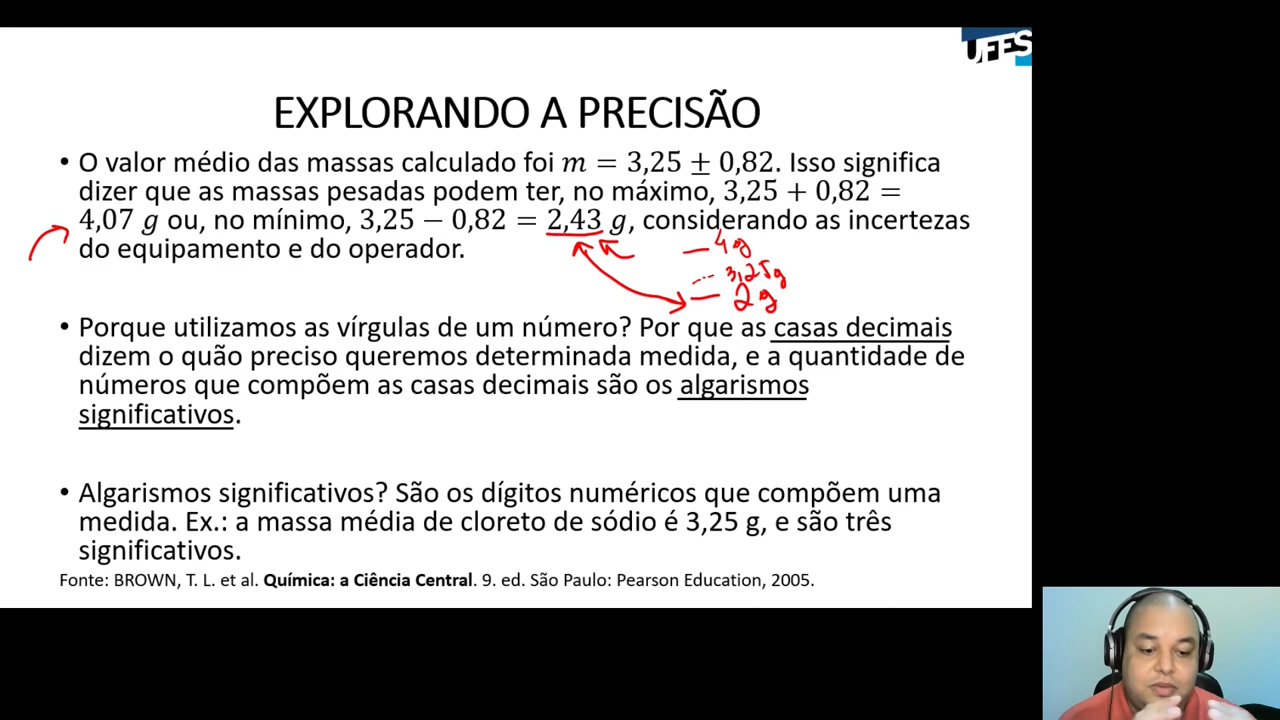 UFES
EXPLORANDO A PRECISÃO
• O valor médio das massas calculado foi m = 3,25 ± 0,82. Isso significa
dizer que as massas pesadas podem ter, no máximo, 3,25 + 0,82 =
4,07 g ou, no mínimo, 3,25 − 0,82 = 2,43 g, considerando as incertezas
do equipamento e do operador.
4 g
3,25g
2 g
• Porque utilizamos as vírgulas de um número? Por que as casas decimais
dizem o quão preciso queremos determinada medida, e a quantidade de
números que compõem as casas decimais são os algarismos
significativos.
• Algarismos significativos? São os dígitos numéricos que compõem uma
medida. Ex.: a massa média de cloreto de sódio é 3,25 g, e são três
significativos.
Fonte: BROWN, T. L. et al. Química: a Ciência Central. 9. ed. São Paulo: Pearson Education, 2005.